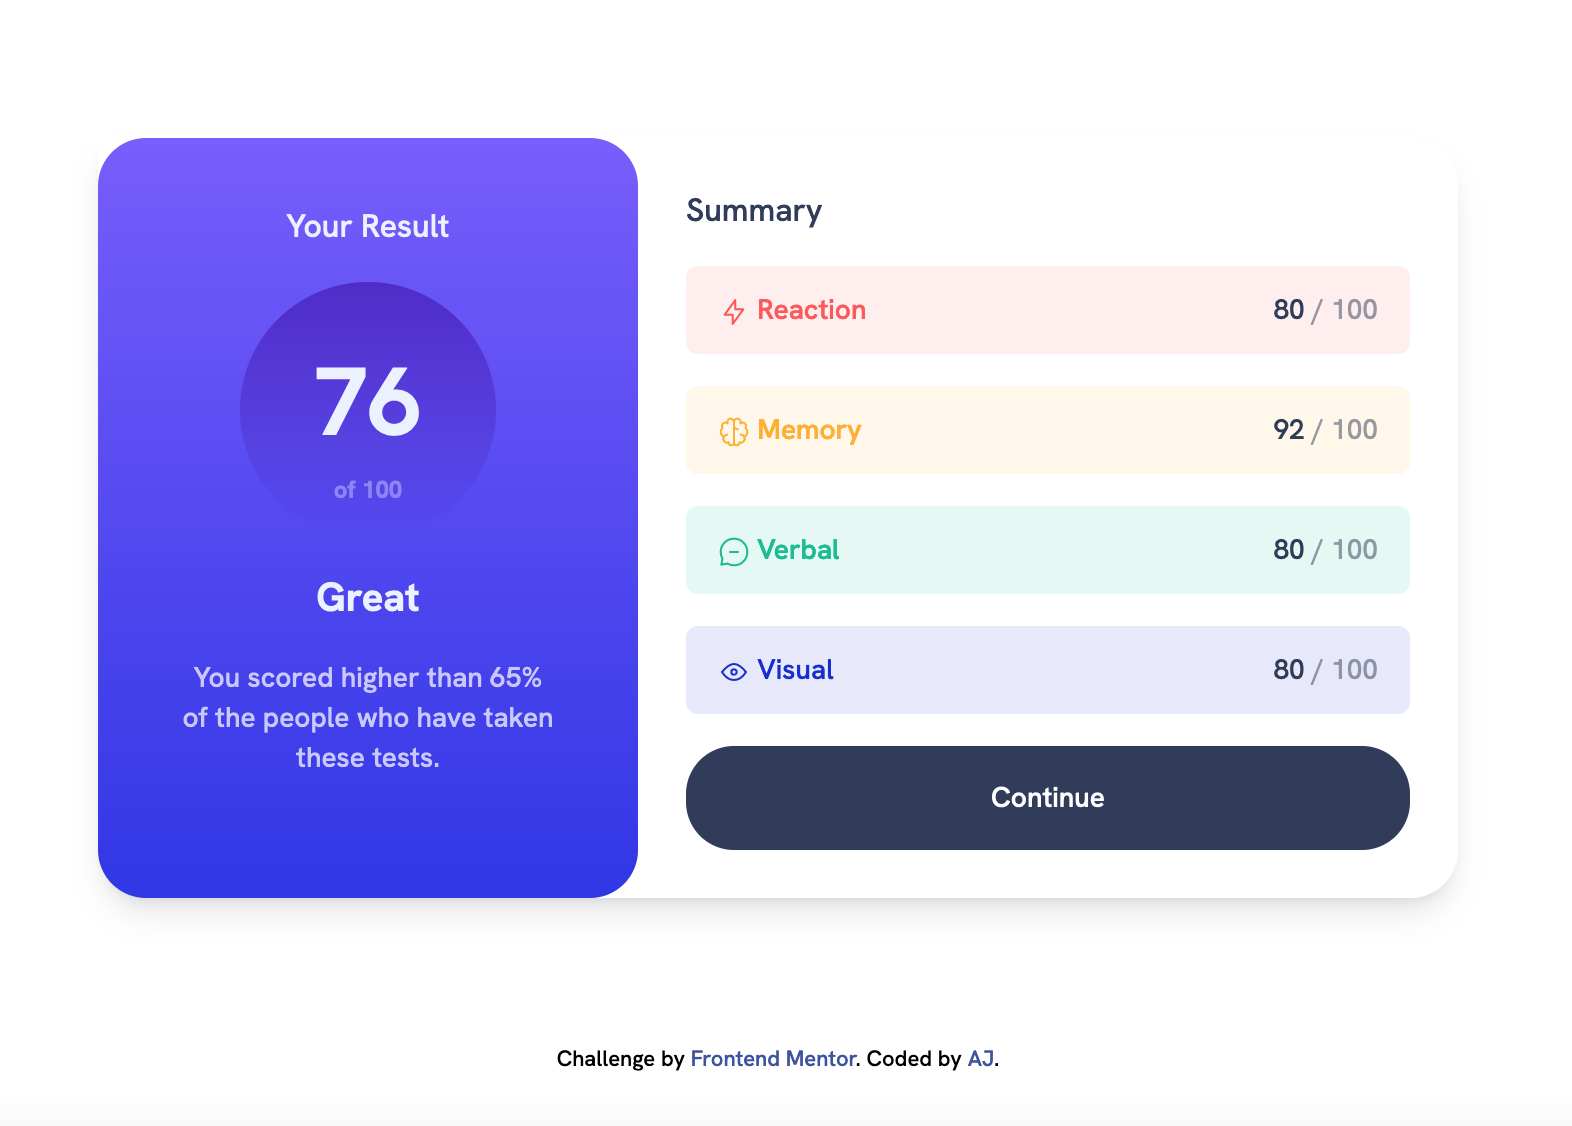 Your Result
76
of 100
Great
You scored higher than 65%
of the people who have taken
these tests.
Summary
Reaction 80 / 100
Memory 92 / 100
Verbal 80 / 100
Visual 80 / 100
Continue
Challenge by Frontend Mentor. Coded by AJ.